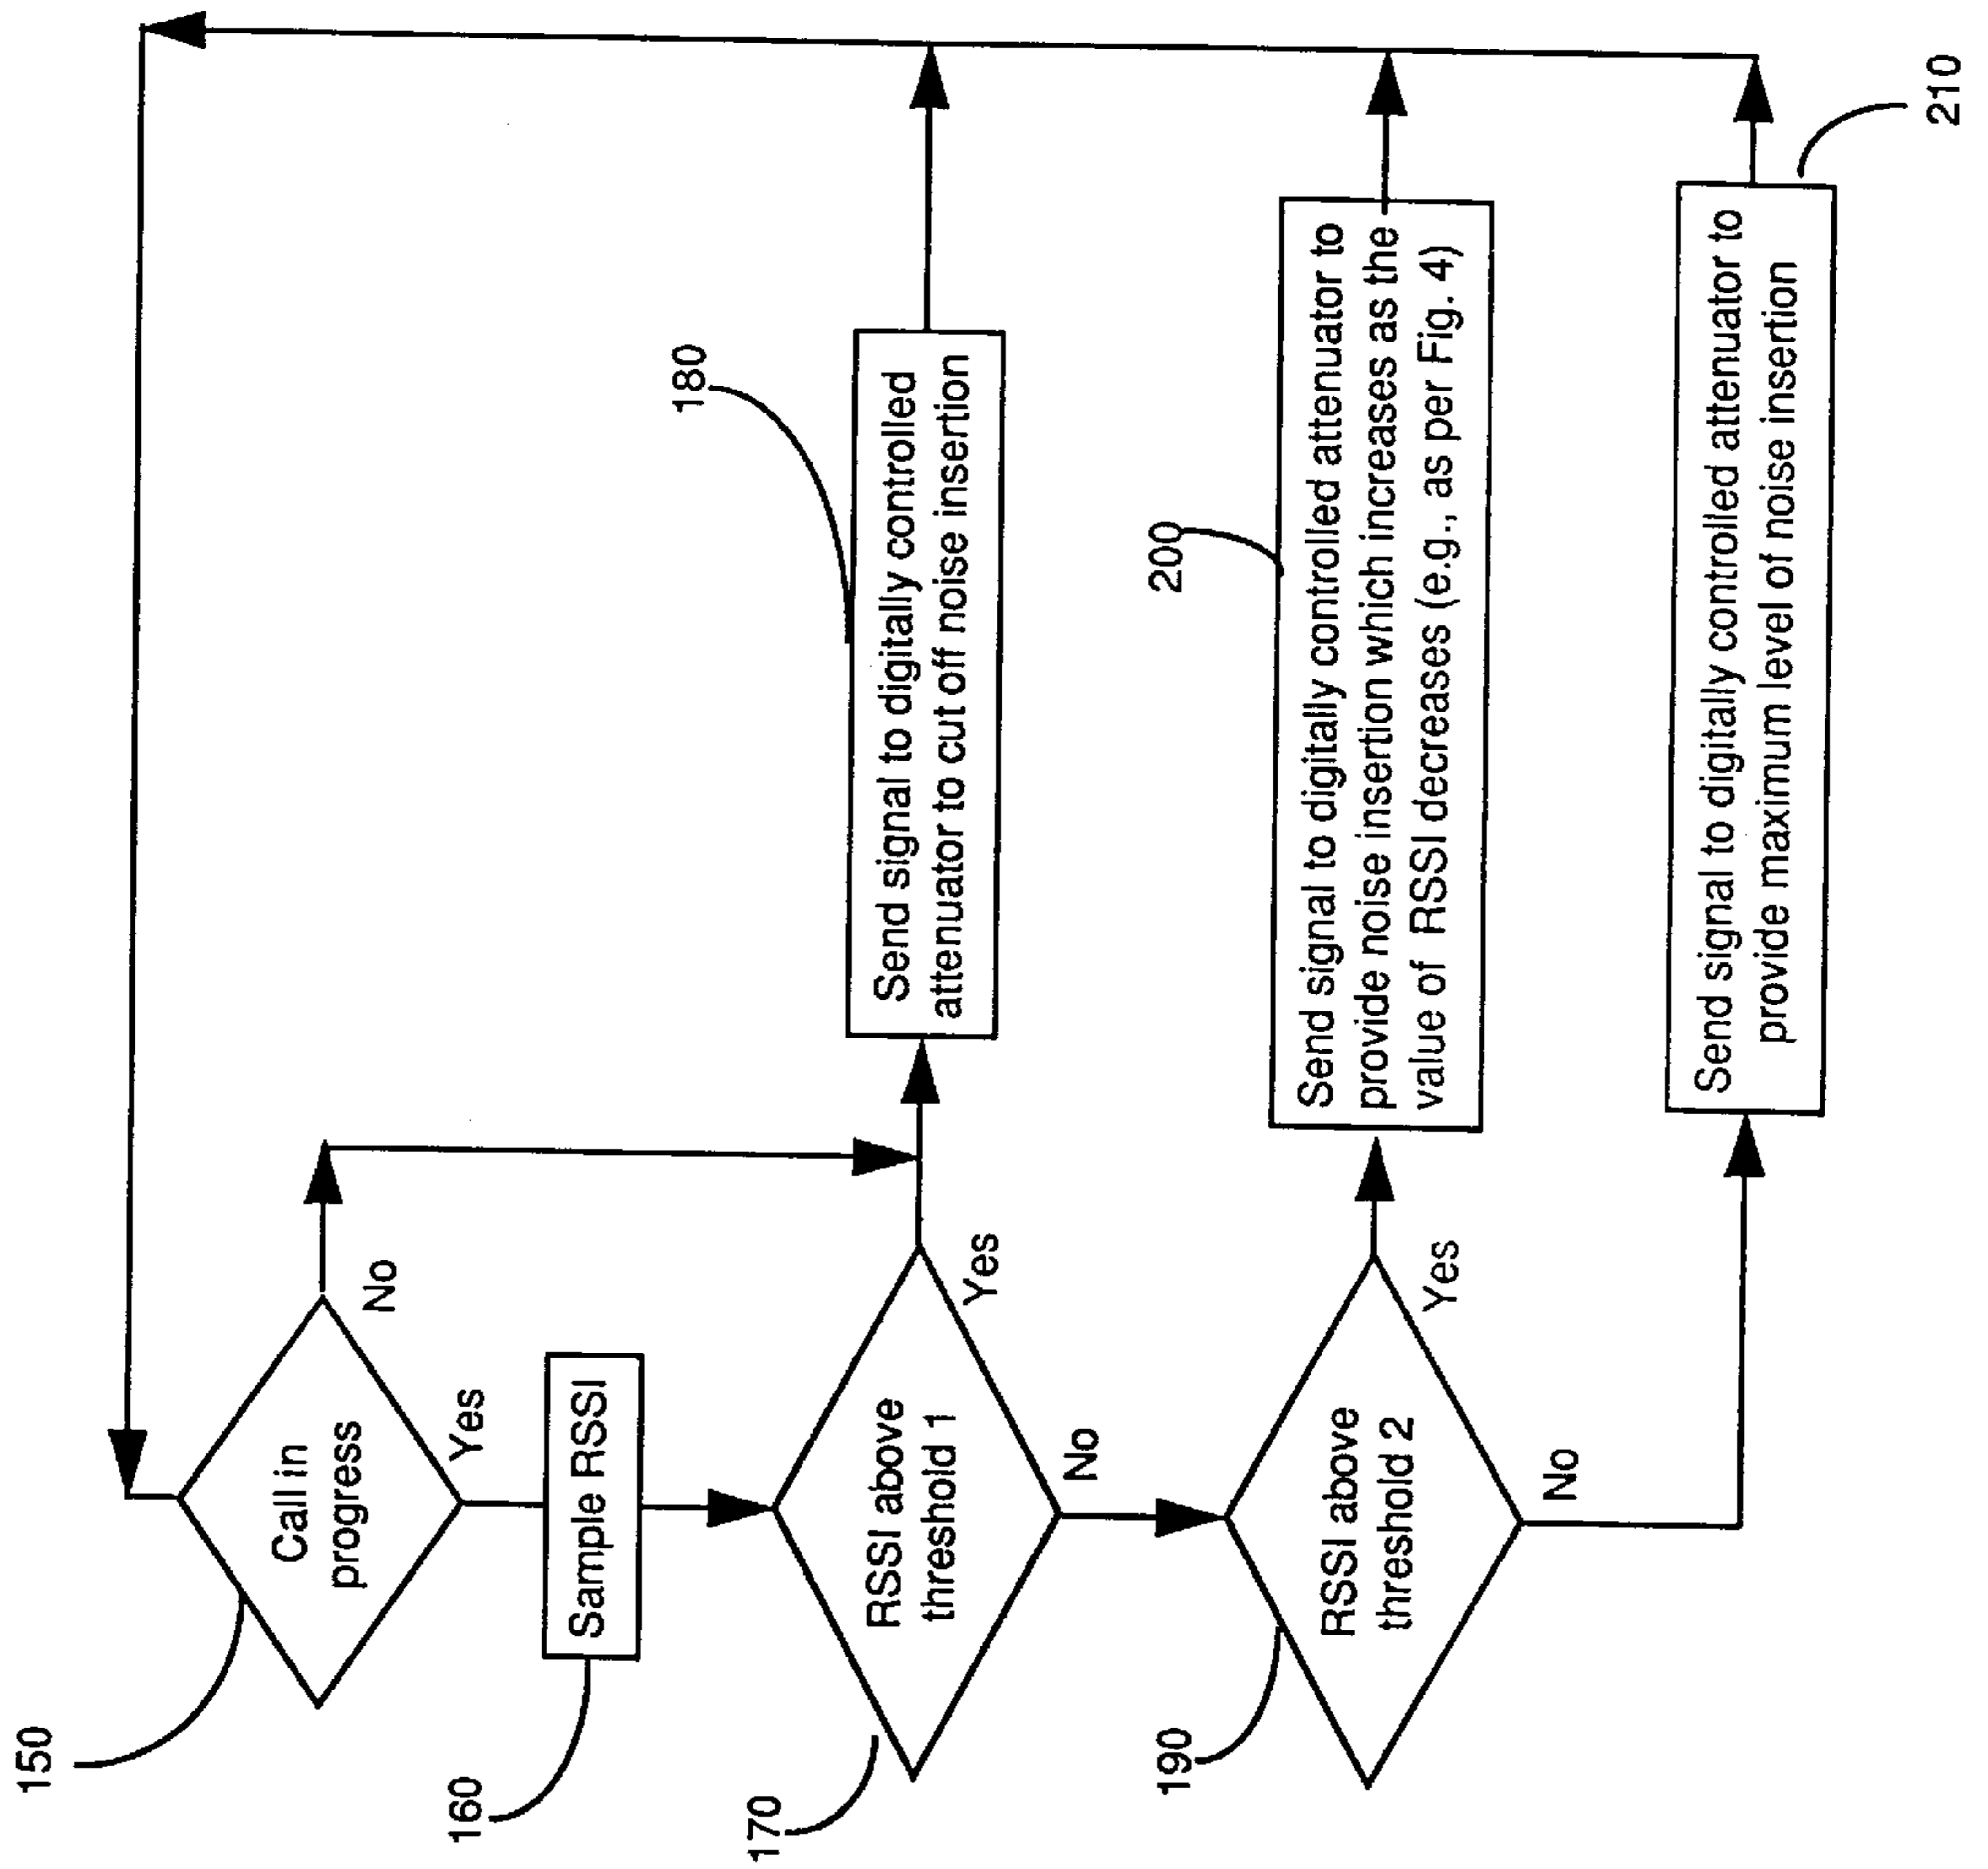 150
Call in
progress
No
Yes
160
Sample RSSI
170
RSSI above
threshold 1
Yes
No
180
Send signal to digitally controlled
attenuator to cut off noise insertion
190
RSSI above
threshold 2
Yes
No
200
Send signal to digitally controlled attenuator to
provide noise insertion which increases as the
value of RSSI decreases (e.g., as per Fig. 4)
210
Send signal to digitally controlled attenuator to
provide maximum level of noise insertion